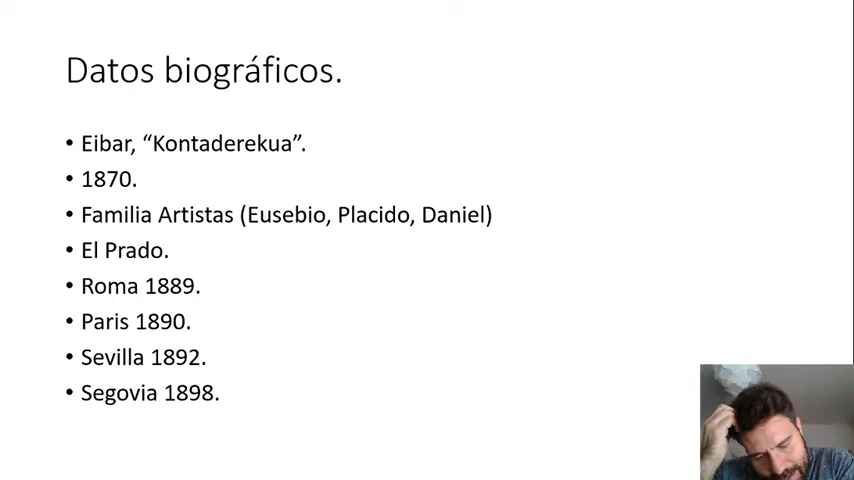 Datos biográficos.
• Eibar, “Kontaderekua”.
• 1870.
• Familia Artistas (Eusebio, Placido, Daniel)
• El Prado.
• Roma 1889.
• Paris 1890.
• Sevilla 1892.
• Segovia 1898.